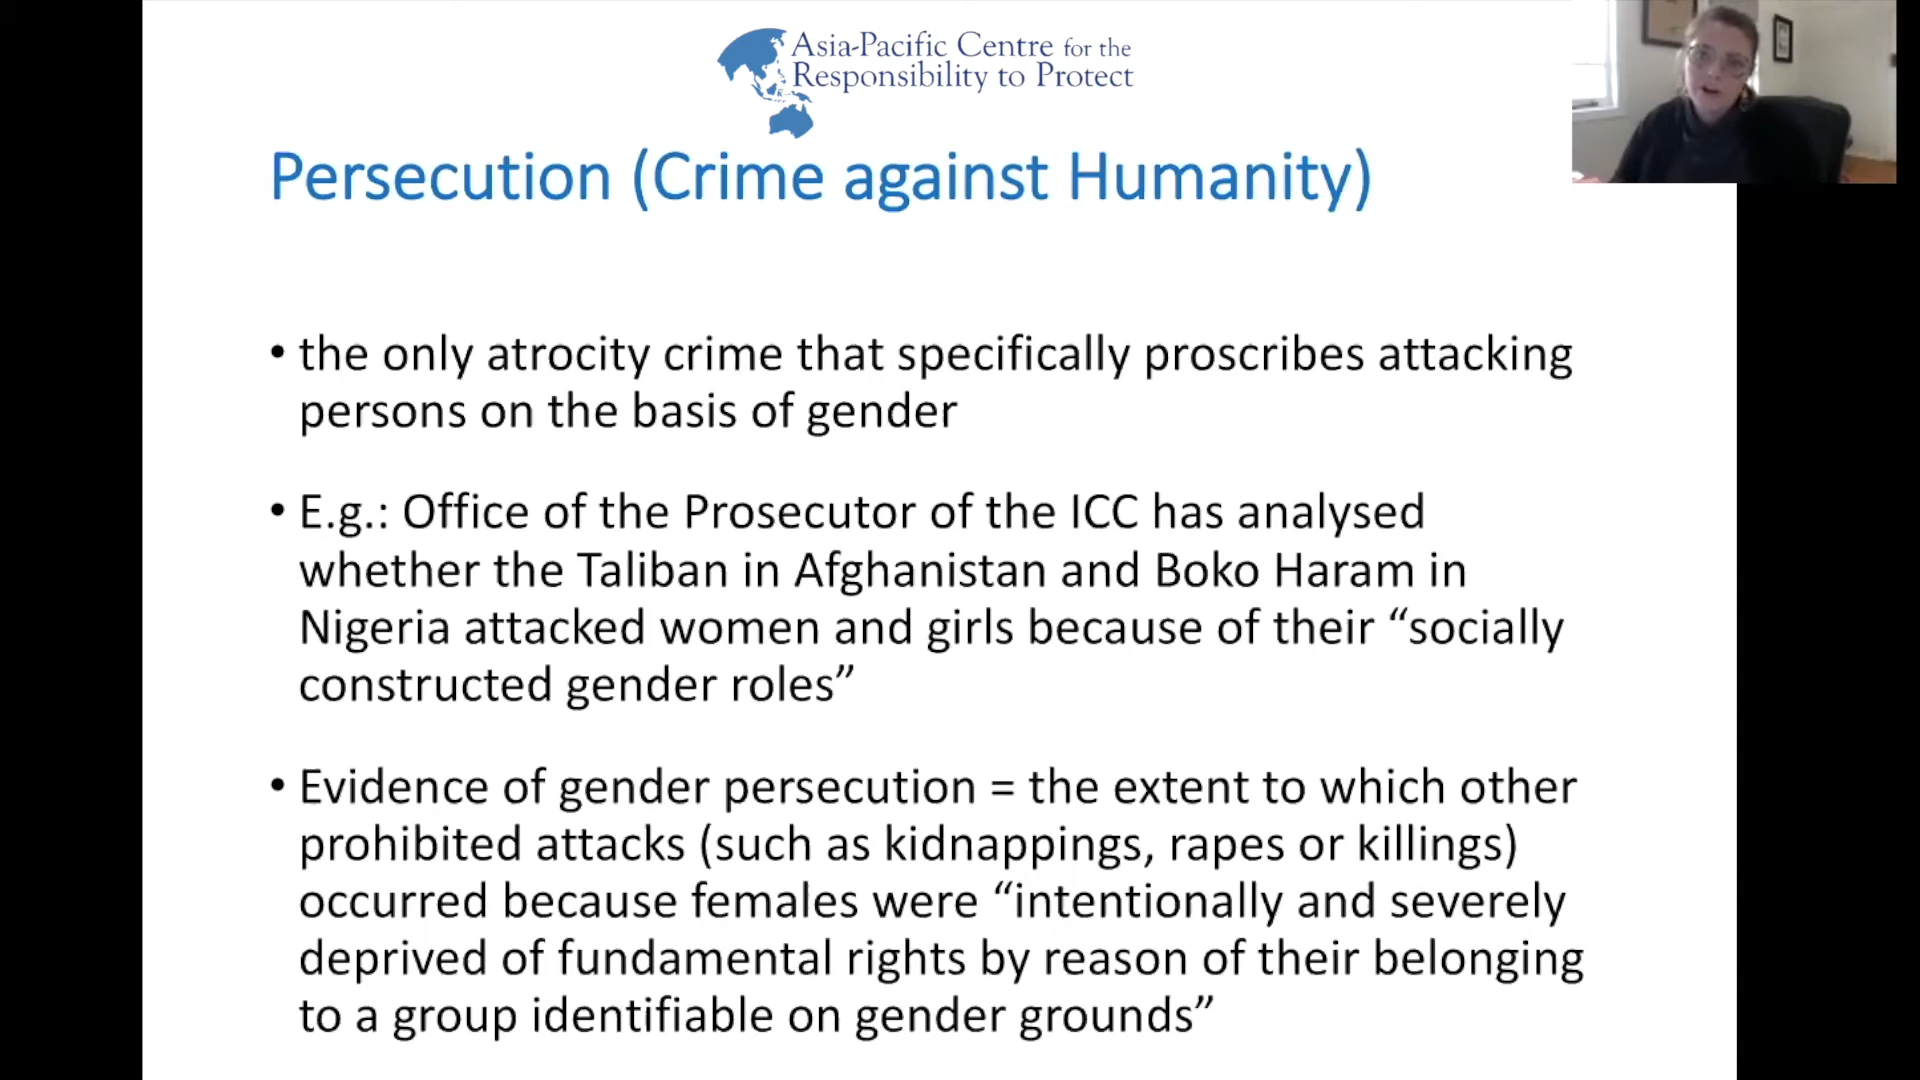 Asia-Pacific Centre for the
Responsibility to Protect
Persecution (Crime against Humanity)
• the only atrocity crime that specifically proscribes attacking
persons on the basis of gender
• E.g.: Office of the Prosecutor of the ICC has analysed
whether the Taliban in Afghanistan and Boko Haram in
Nigeria attacked women and girls because of their “socially
constructed gender roles”
• Evidence of gender persecution = the extent to which other
prohibited attacks (such as kidnappings, rapes or killings)
occurred because females were “intentionally and severely
deprived of fundamental rights by reason of their belonging
to a group identifiable on gender grounds”